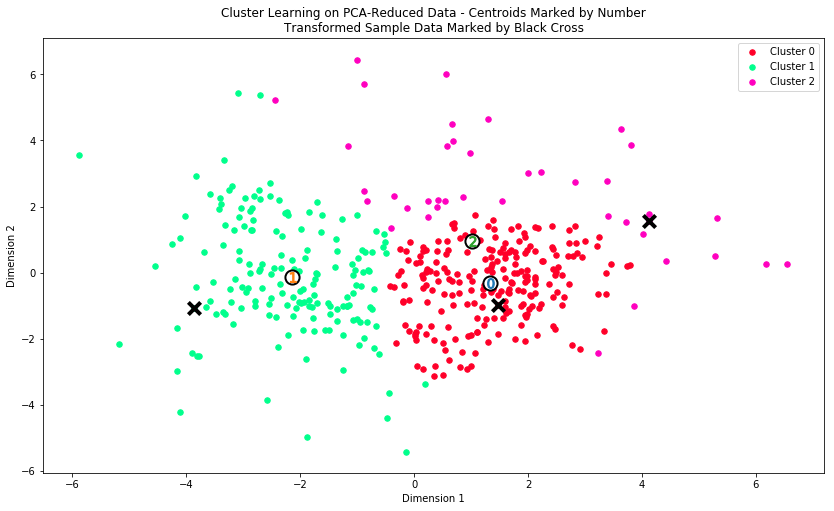 Cluster Learning on PCA-Reduced Data - Centroids Marked by Number
Transformed Sample Data Marked by Black Cross
Cluster 0
Cluster 1
Cluster 2
6
4
2
0
−2
−4
−6
Dimension 2
2
1
0
−6
−4
−2
0
2
4
6
Dimension 1